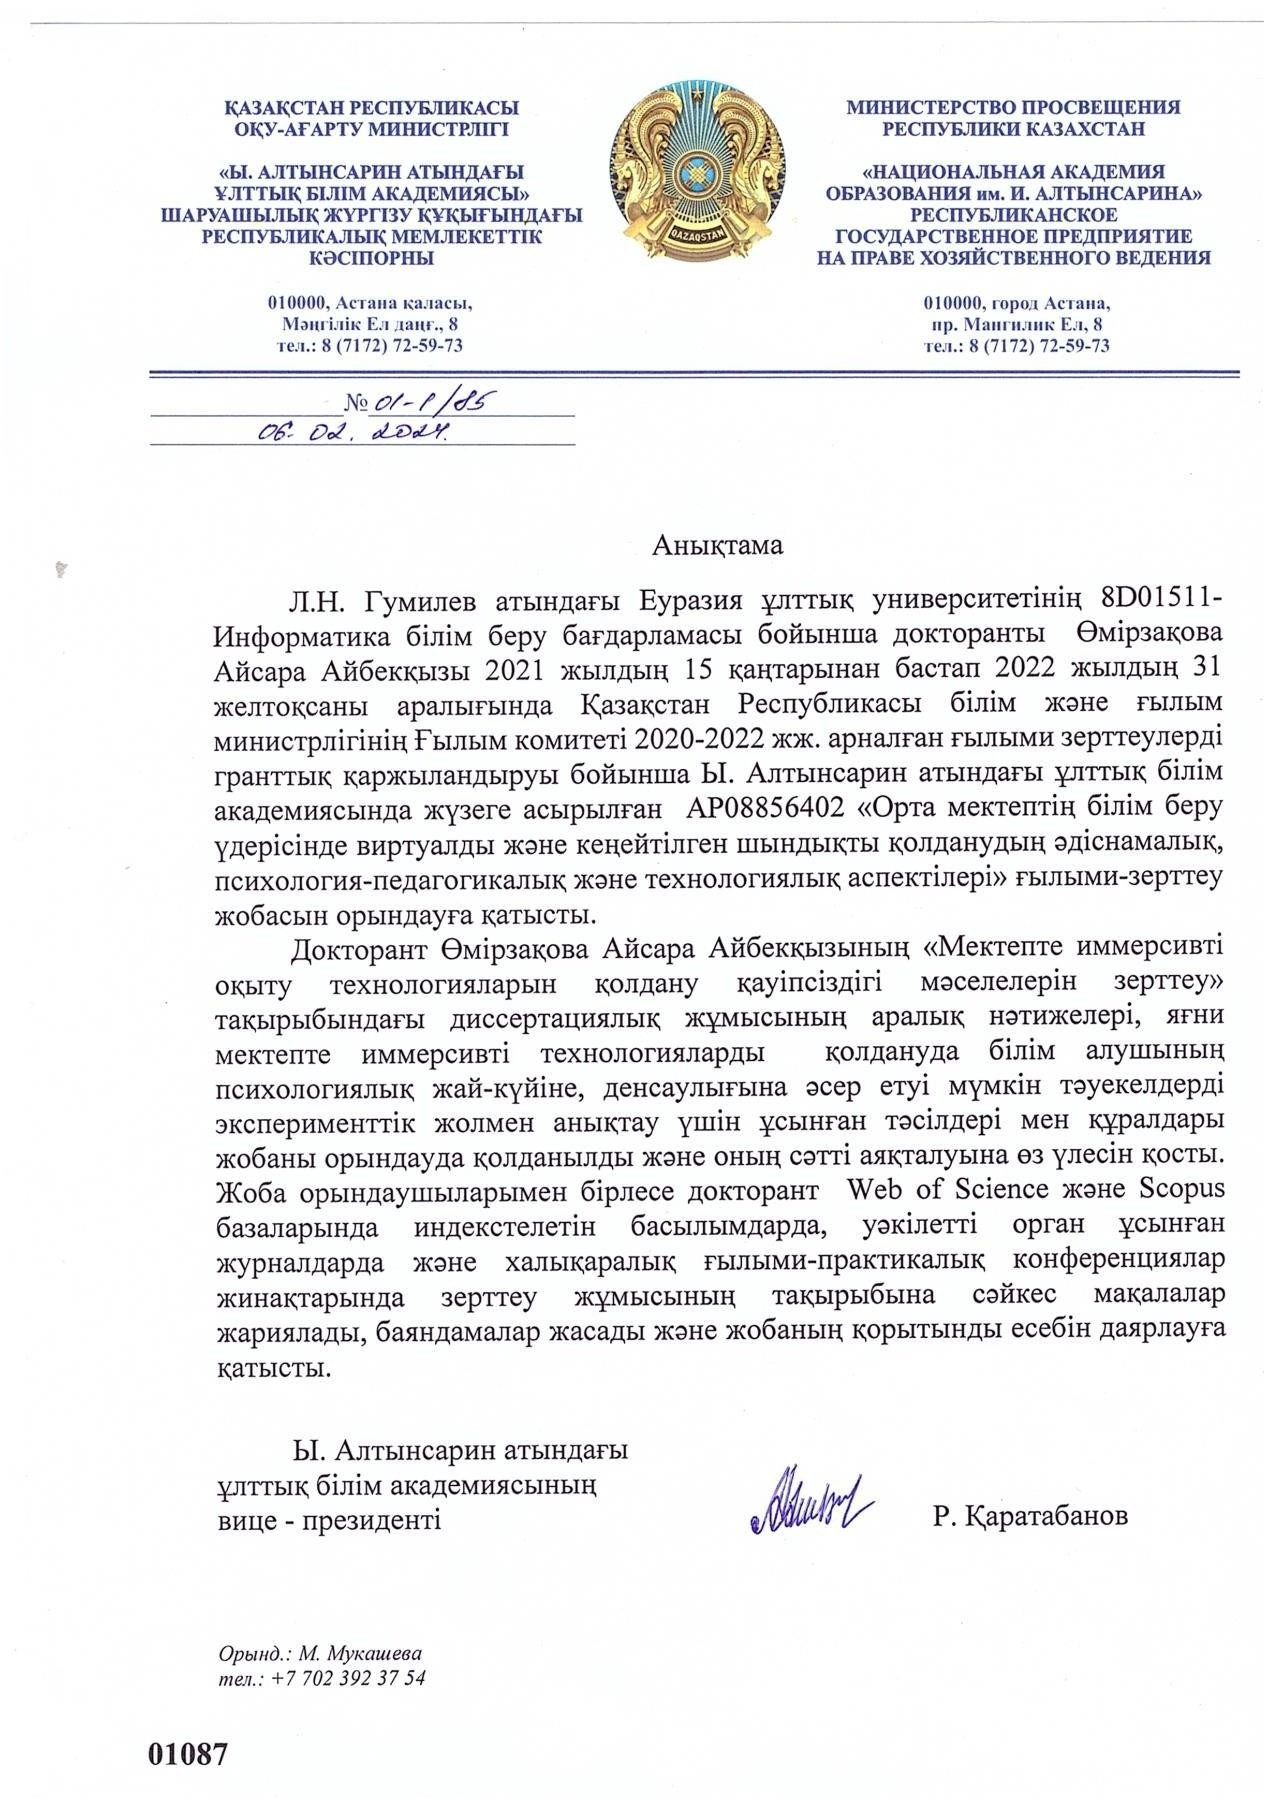 ҚАЗАҚСТАН РЕСПУБЛИКАСЫ
ОҚУ-АҒАРТУ МИНИСТРЛІГІ
«Ы. АЛТЫНСАРИН АТЫНДАҒЫ
ҰЛТТЫҚ БІЛІМ АКАДЕМИЯСЫ»
ШАРУАШЫЛЫҚ ЖҮРГІЗУ ҚҰҚЫҒЫНДАҒЫ
РЕСПУБЛИКАЛЫҚ МЕМЛЕКЕТТІК
КӘСІПОРНЫ
010000, Астана қаласы,
Мәңгілік Ел даңғ., 8
тел.: 8 (7172) 72-59-73
QAZAQSTAN
МИНИСТЕРСТВО ПРОСВЕЩЕНИЯ
РЕСПУБЛИКИ КАЗАХСТАН
«НАЦИОНАЛЬНАЯ АКАДЕМИЯ
ОБРАЗОВАНИЯ им. И. АЛТЫНСАРИНА»
РЕСПУБЛИКАНСКОЕ
ГОСУДАРСТВЕННОЕ ПРЕДПРИЯТИЕ
НА ПРАВЕ ХОЗЯЙСТВЕННОГО ВЕДЕНИЯ
010000, город Астана,
пр. Мангилик Ел, 8
тел.: 8 (7172) 72-59-73
№ 01-1/85
06. 02. 2024.
Анықтама
Л.Н. Гумилев атындағы Еуразия ұлттық университетінің 8D01511-
Информатика білім беру бағдарламасы бойынша докторанты Өмірзақова
Айсара Айбекқызы 2021 жылдың 15 қаңтарынан бастап 2022 жылдың 31
желтоқсаны аралығында Қазақстан Республикасы білім және ғылым
министрлігінің Ғылым комитеті 2020-2022 жж. арналған ғылыми зерттеулерді
гранттық қаржыландыруы бойынша Ы. Алтынсарин атындағы ұлттық білім
академиясында жүзеге асырылған АР08856402 «Орта мектептің білім беру
үдерісінде виртуалды және кеңейтілген шындықты қолданудың әдіснамалық,
психология-педагогикалық және технологиялық аспектілері» ғылыми-зерттеу
жобасын орындауға қатысты.
Докторант Өмірзақова Айсара Айбекқызының «Мектепте иммерсивті
оқыту технологияларын қолдану қауіпсіздігі мәселелерін зерттеу»
тақырыбындағы диссертациялық жұмысының аралық нәтижелері, яғни
мектепте иммерсивті технологияларды қолдануда білім алушының
психологиялық жай-күйіне, денсаулығына әсер етуі мүмкін тәуекелдерді
эксперименттік жолмен анықтау үшін ұсынған тәсілдері мен құралдары
жобаны орындауда қолданылды және оның сәтті аяқталуына өз үлесін қосты.
Жоба орындаушыларымен бірлесе докторант Web of Science және Scopus
базаларында индекстелетін басылымдарда, уәкілетті орган ұсынған
журналдарда және халықаралық ғылыми-практикалық конференциялар
жинақтарында зерттеу жұмысының тақырыбына сәйкес мақалалар
жариялады, баяндамалар жасады және жобаның қорытынды есебін даярлауға
қатысты.
Ы. Алтынсарин атындағы
ұлттық білім академиясының
вице - президенті
Р. Қаратабанов
Орынд.: М. Мукашева
тел.: +7 702 392 37 54
01087